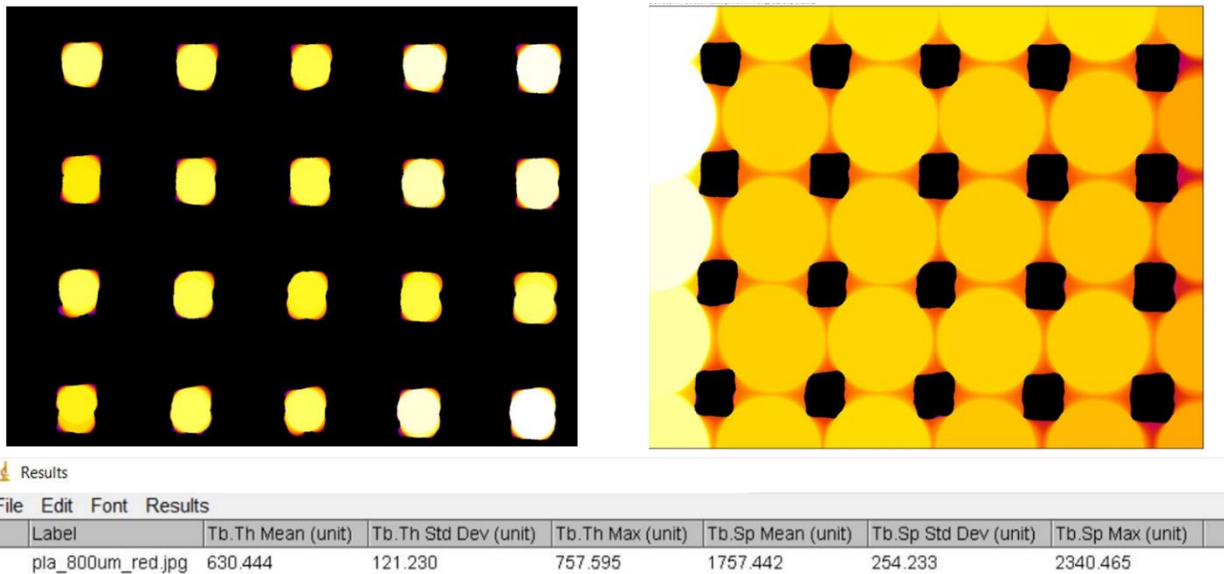 Results
File Edit Font Results
Label Tb.Th Mean (unit) Tb.Th Std Dev (unit) Tb.Th Max (unit) Tb.Sp Mean (unit) Tb.Sp Std Dev (unit) Tb.Sp Max (unit)
pla_800um_red.jpg 630.444 121.230 757.595 1757.442 254.233 2340.465